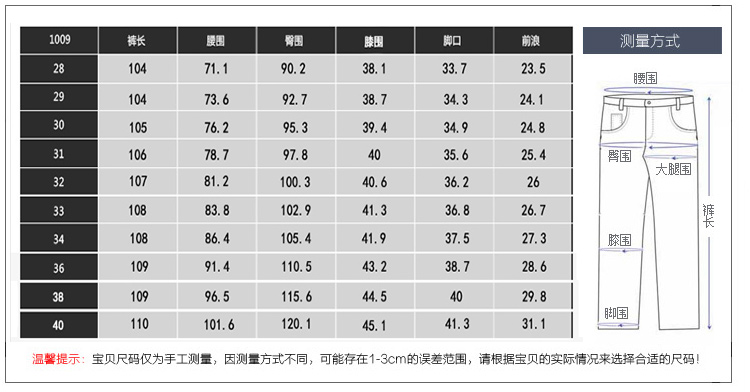 1009 裤长 腰围 臀围 膝围 脚口 前浪
28 104 71.1 90.2 38.1 33.7 23.5
29 104 73.6 92.7 38.7 34.3 24.1
30 105 76.2 95.3 39.4 34.9 24.8
31 106 78.7 97.8 40 35.6 25.4
32 107 81.2 100.3 40.6 36.2 26
33 108 83.8 102.9 41.3 36.8 26.7
34 108 86.4 105.4 41.9 37.5 27.3
36 109 91.4 110.5 43.2 38.7 28.6
38 109 96.5 115.6 44.5 40 29.8
40 110 101.6 120.1 45.1 41.3 31.1
测量方式
腰围
臀围
大腿围
裤长
膝围
脚围
温馨提示：宝贝尺码仅为手工测量，因测量方式不同，可能存在1-3cm的误差范围，请根据宝贝的实际情况来选择合适的尺码！